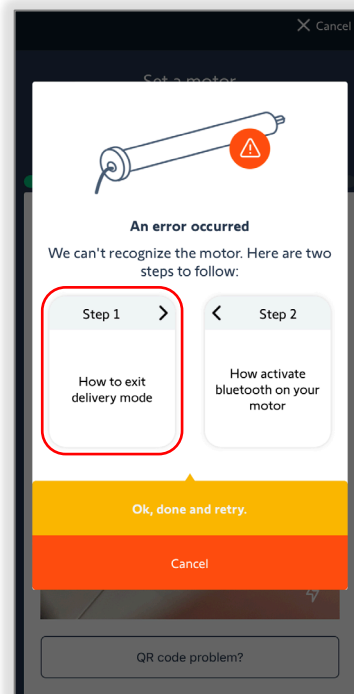 Cancel
Set a motor
An error occurred
We can't recognize the motor. Here are two
steps to follow:
Step 1
Step 2
How to exit
delivery mode
How activate
bluetooth on your
motor
Ok, done and retry.
Cancel
QR code problem?